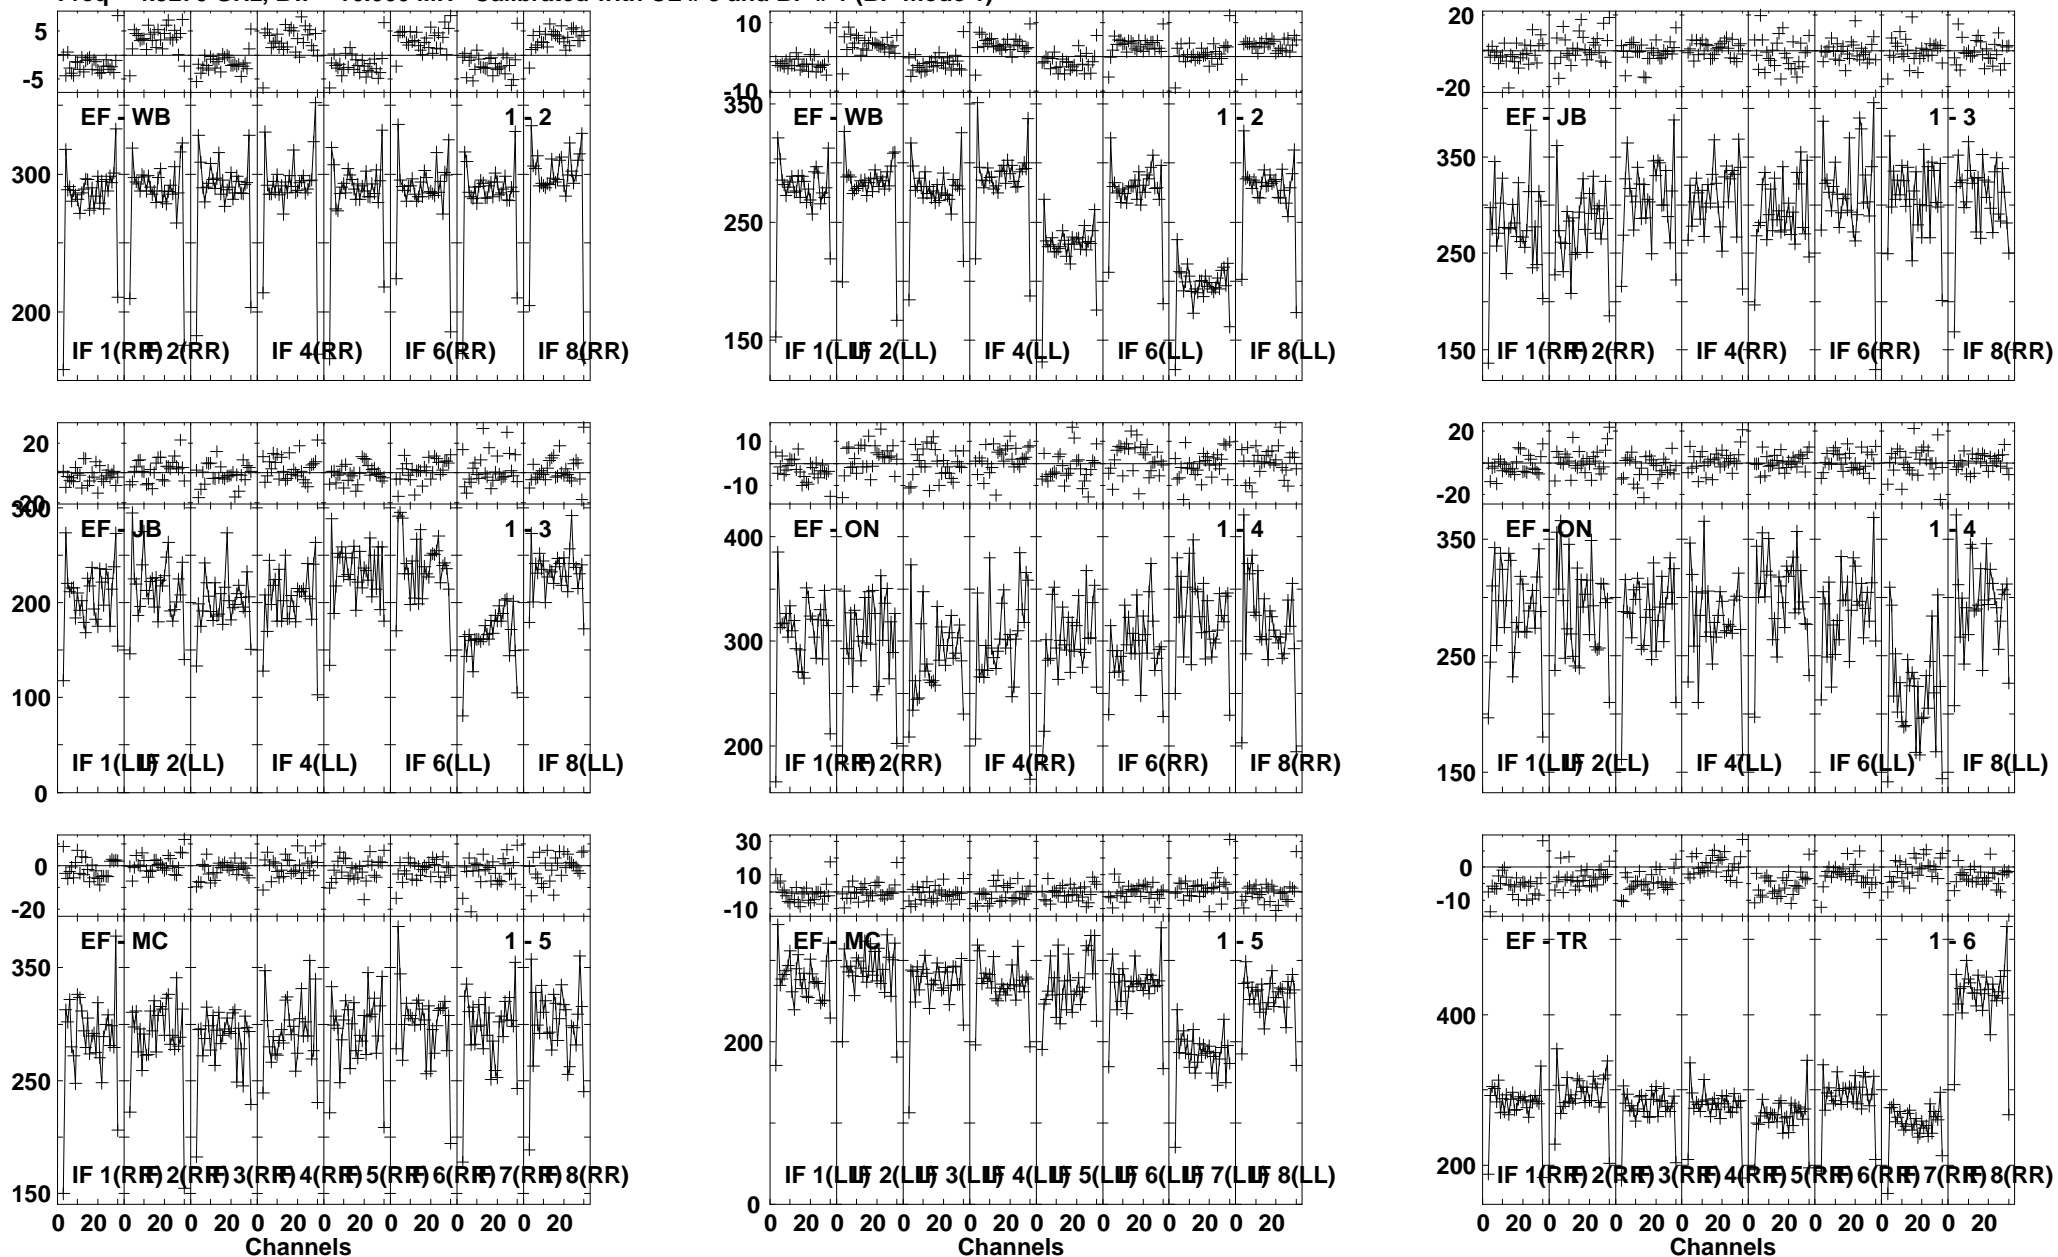 5
-5
EF - WB
1 - 2
300
200
IF 1(RR)
IF 2(RR)
IF 4(RR)
IF 6(RR)
IF 8(RR)
10
-10
350
EF - WB
1 - 2
250
150
IF 1(LL)
IF 2(LL)
IF 4(LL)
IF 6(LL)
IF 8(LL)
20
-20
EF - JB
1 - 3
350
250
150
IF 1(RR)
IF 2(RR)
IF 4(RR)
IF 6(RR)
IF 8(RR)
20
-20
300
EF - JB
1 - 3
200
100
0
IF 1(LL)
IF 2(LL)
IF 4(LL)
IF 6(LL)
IF 8(LL)
10
-10
EF - ON
1 - 4
400
300
200
IF 1(RR)
IF 2(RR)
IF 4(RR)
IF 6(RR)
IF 8(RR)
20
-20
EF - ON
1 - 4
350
250
150
IF 1(LL)
IF 2(LL)
IF 4(LL)
IF 6(LL)
IF 8(LL)
0
-20
EF - MC
1 - 5
350
250
150
IF 1(RR)
IF 2(RR)
IF 3(RR)
IF 4(RR)
IF 5(RR)
IF 6(RR)
IF 7(RR)
IF 8(RR)
0 20 0 20 0 20 0 20 0 20 0 20 0 20 0 20
Channels
30
10
-10
EF - MC
1 - 5
200
0
IF 1(LL)
IF 2(LL)
IF 3(LL)
IF 4(LL)
IF 5(LL)
IF 6(LL)
IF 7(LL)
IF 8(LL)
0 20 0 20 0 20 0 20 0 20 0 20 0 20 0 20
Channels
0
-10
EF - TR
1 - 6
400
200
IF 1(RR)
IF 2(RR)
IF 3(RR)
IF 4(RR)
IF 5(RR)
IF 6(RR)
IF 7(RR)
IF 8(RR)
0 20 0 20 0 20 0 20 0 20 0 20 0 20 0 20
Channels